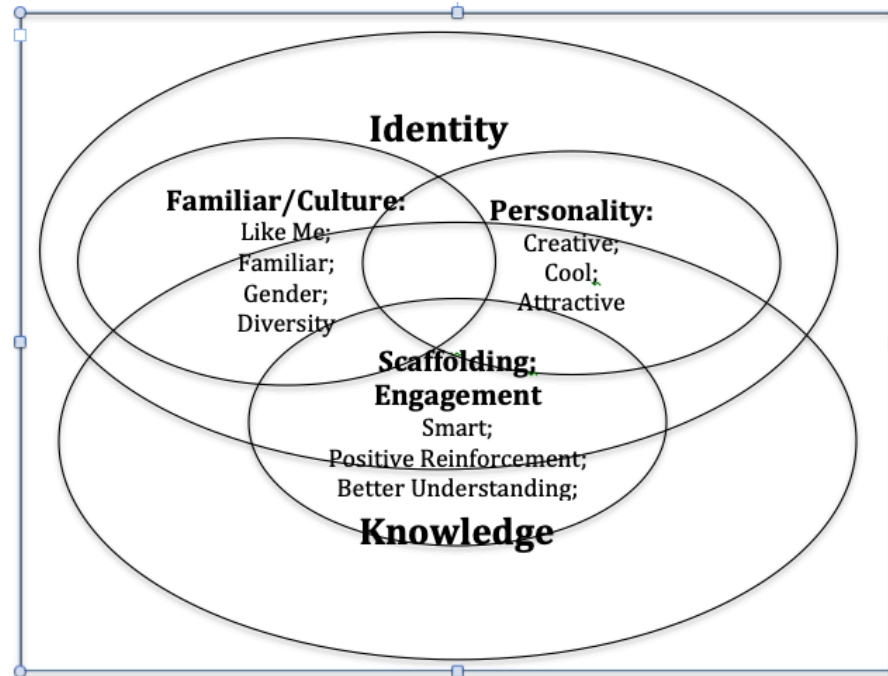 Identity
Familiar/Culture:
Like Me;
Familiar;
Gender;
Diversity
Personality:
Creative;
Cool;
Attractive
Scaffolding;
Engagement
Smart;
Positive Reinforcement;
Better Understanding;
Knowledge